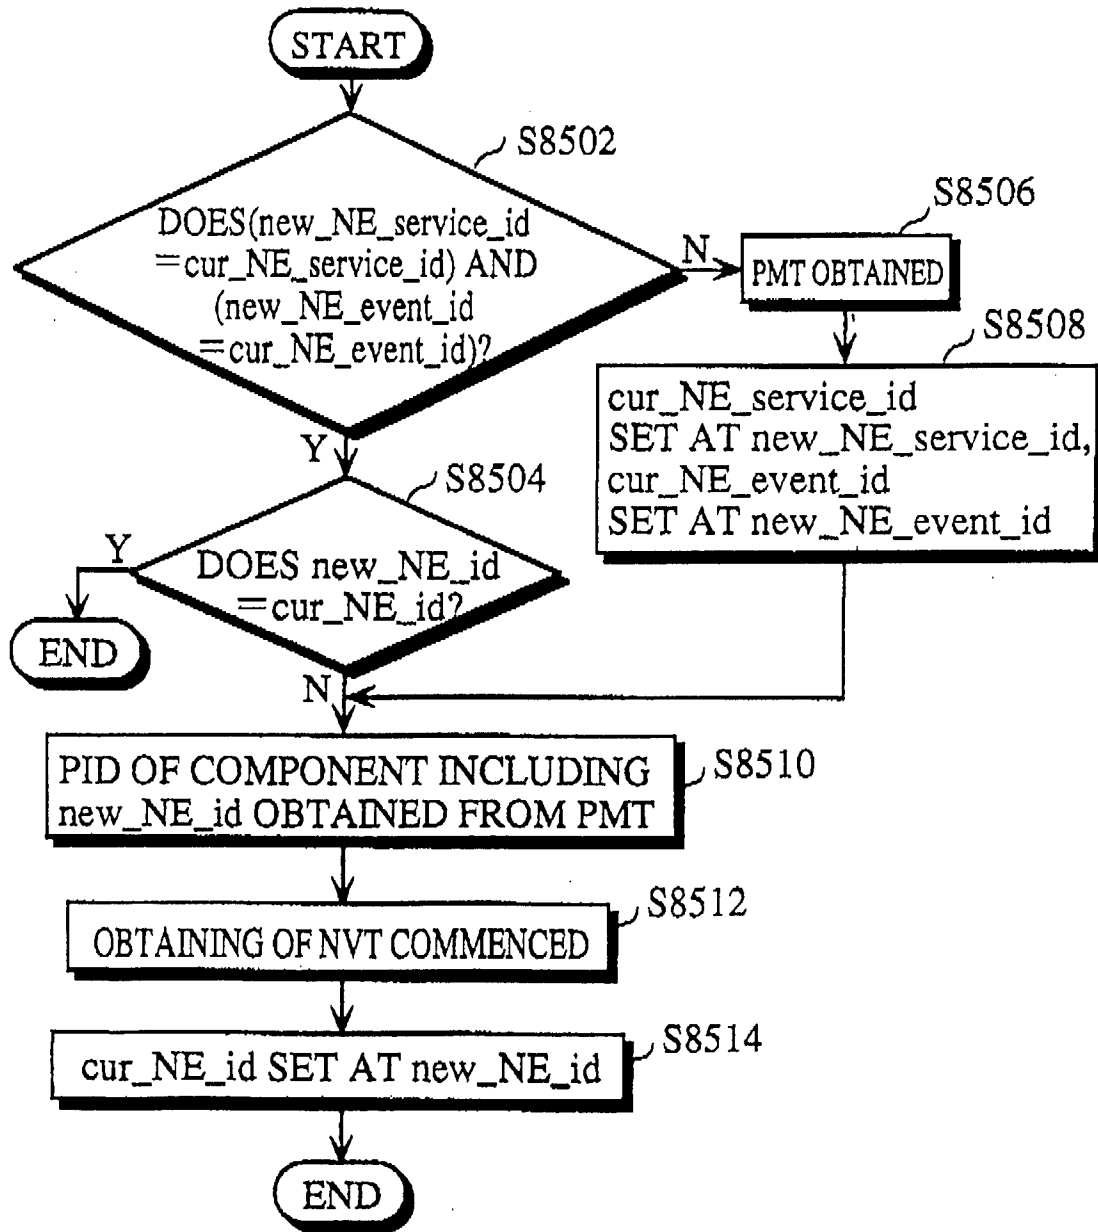 START
S8502
DOES(new_NE_service_id
=cur_NE_service_id) AND
(new_NE_event_id
=cur_NE_event_id)?
N
S8506
PMT OBTAINED
S8508
cur_NE_service_id
SET AT new_NE_service_id,
cur_NE_event_id
SET AT new_NE_event_id
Y
S8504
DOES new_NE_id
=cur_NE_id?
Y
END
N
PID OF COMPONENT INCLUDING
new_NE_id OBTAINED FROM PMT
S8510
OBTAINING OF NVT COMMENCED
S8512
cur_NE_id SET AT new_NE_id
S8514
END